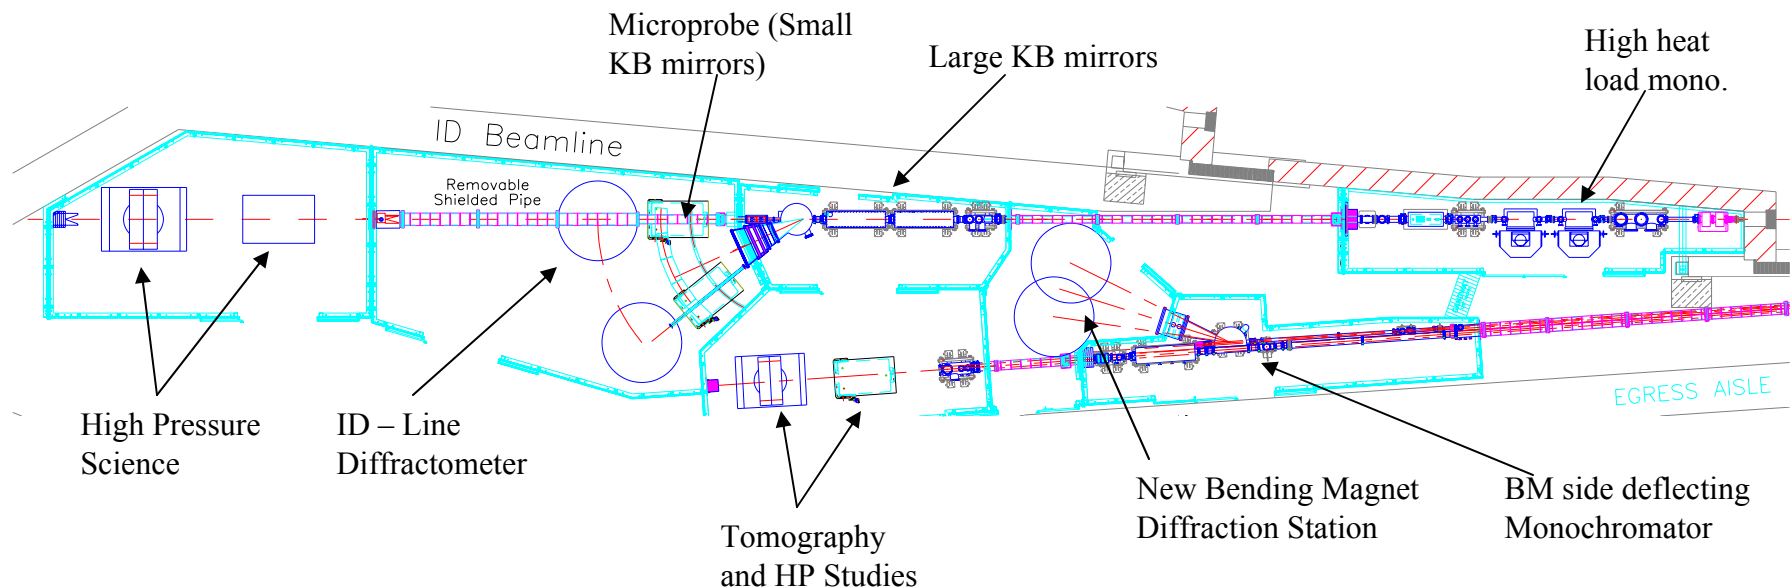 Microprobe (Small
KB mirrors)
Large KB mirrors
High heat
load mono.
ID Beamline
Removable
Shielded Pipe
EGRESS AISLE
High Pressure
Science
ID – Line
Diffractometer
Tomography
and HP Studies
New Bending Magnet
Diffraction Station
BM side deflecting
Monochromator